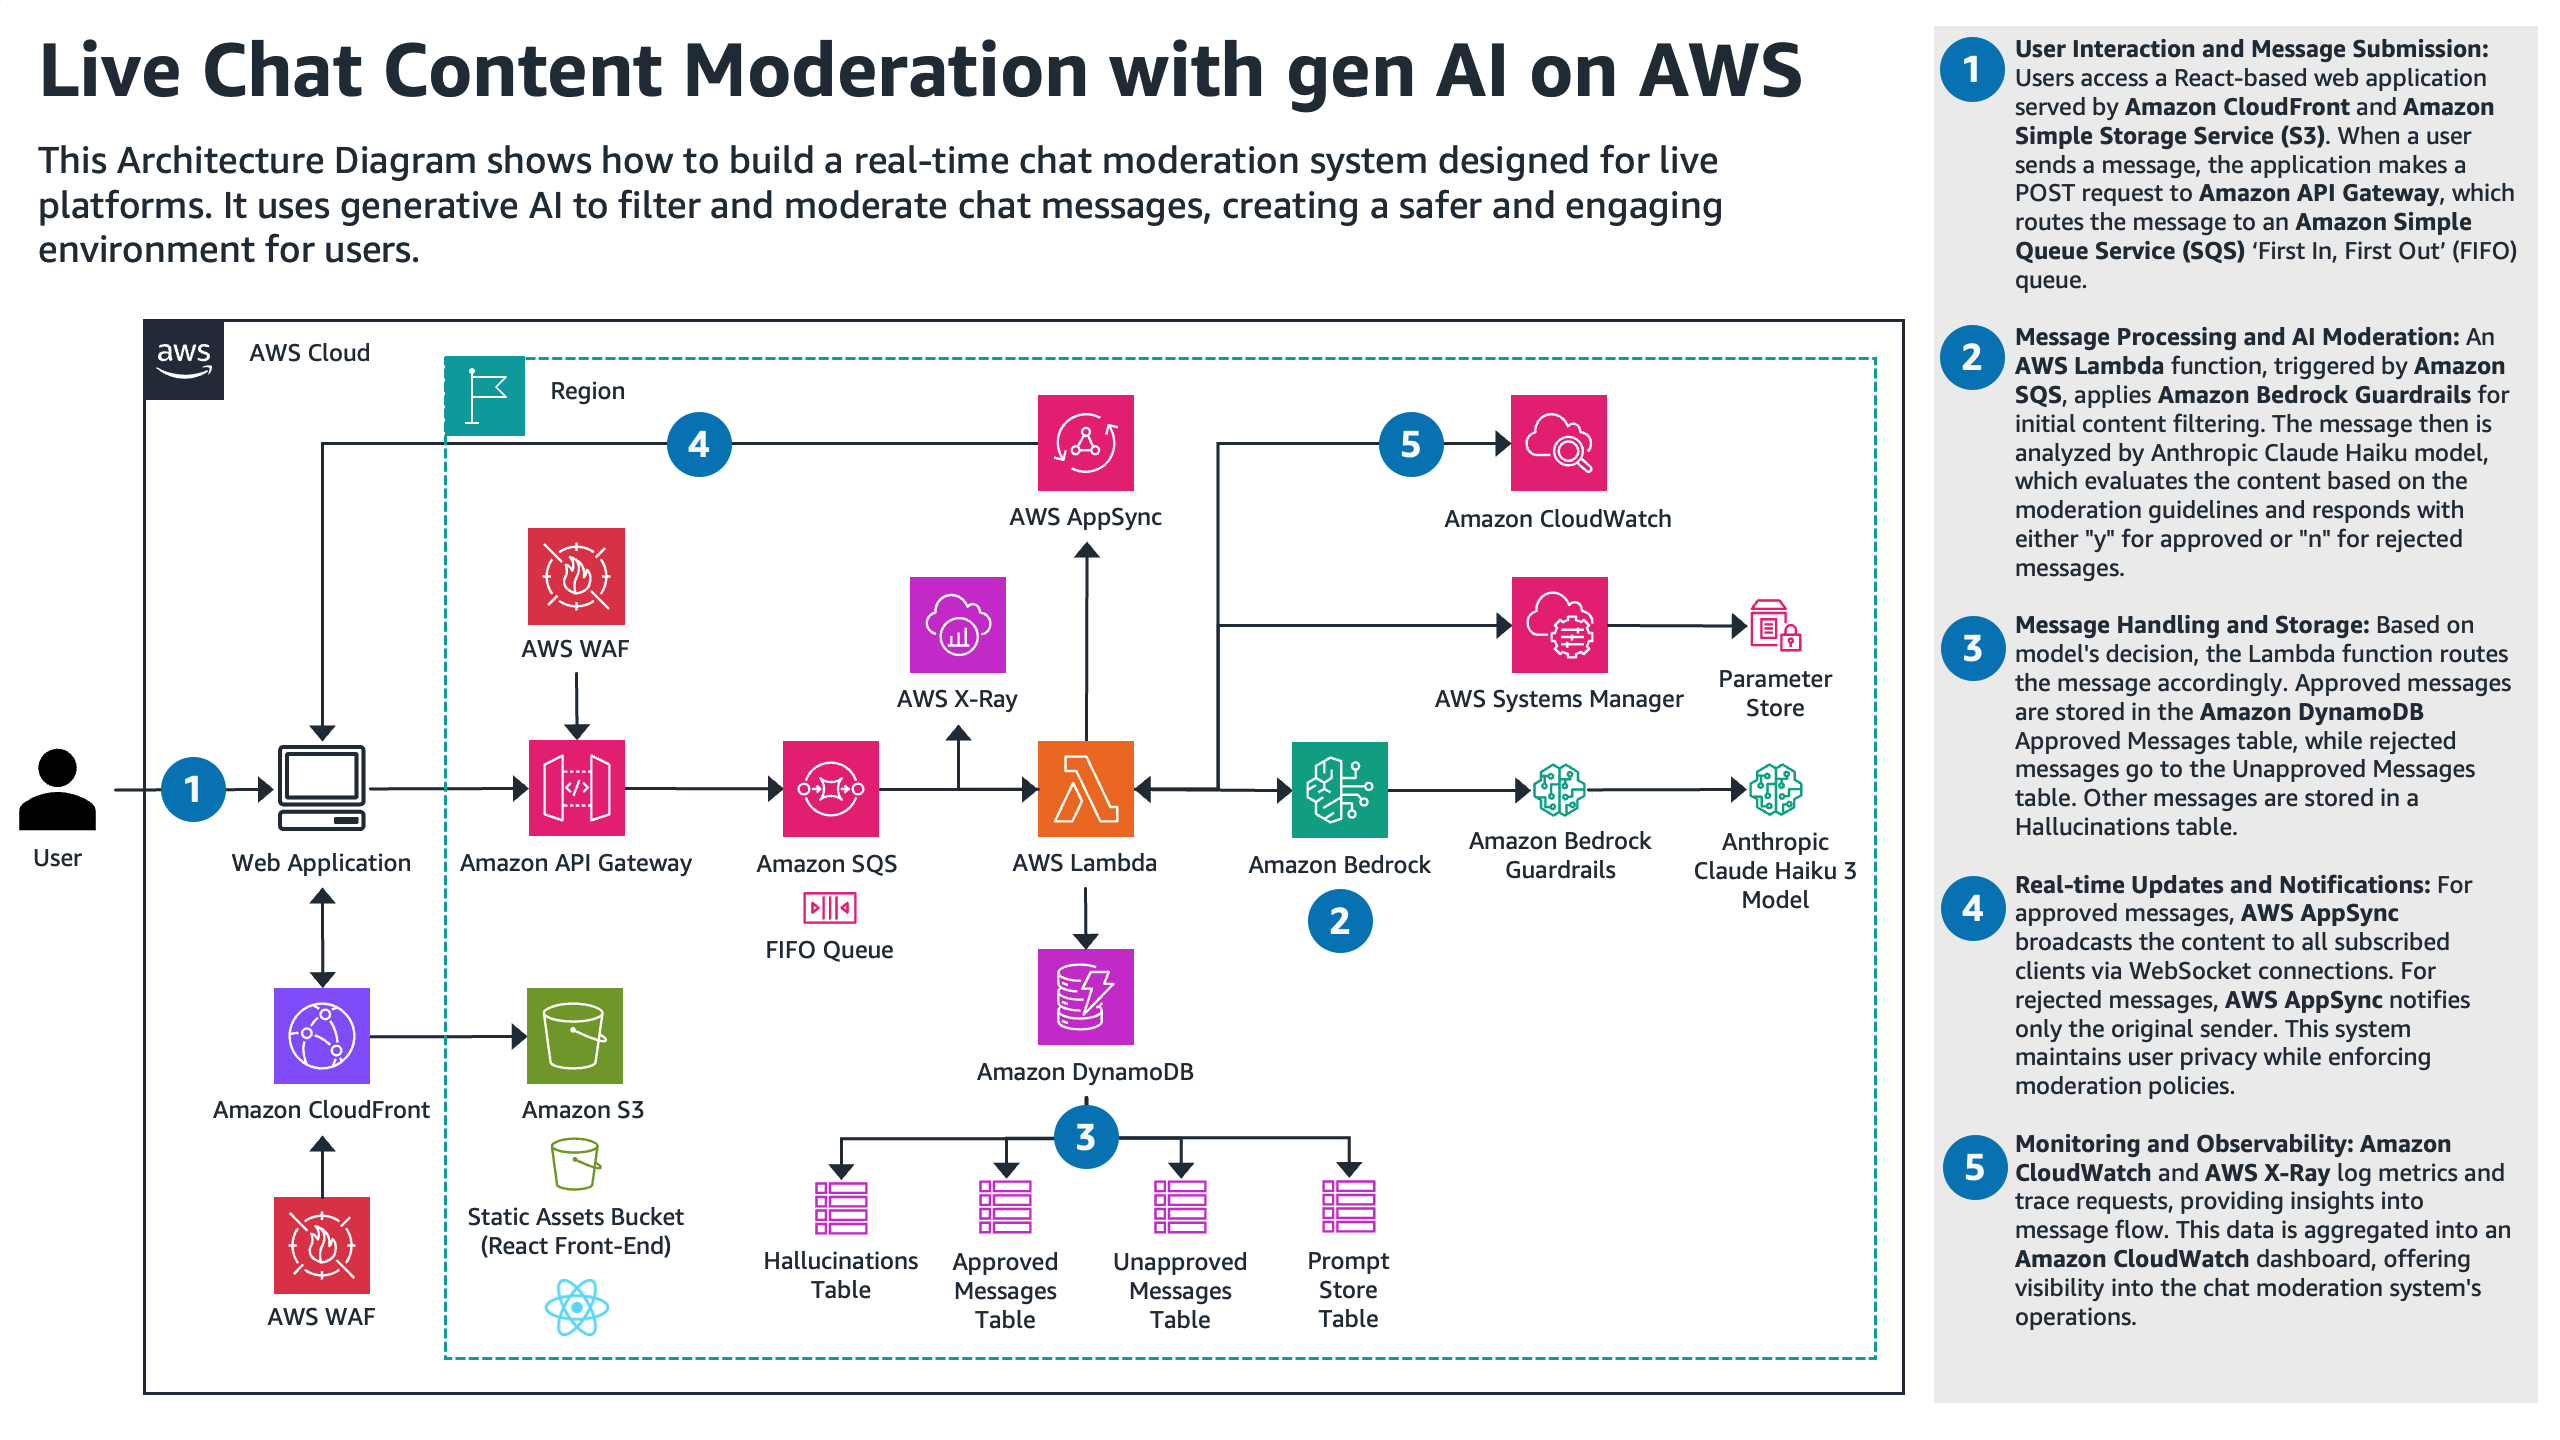 Live Chat Content Moderation with gen AI on AWS
This Architecture Diagram shows how to build a real-time chat moderation system designed for live
platforms. It uses generative AI to filter and moderate chat messages, creating a safer and engaging
environment for users.
aws
AWS Cloud
Region
4
AWS AppSync
5
Amazon CloudWatch
AWS WAF
AWS X-Ray
AWS Systems Manager
Parameter
Store
User
1
Web Application
Amazon API Gateway
Amazon SQS
FIFO Queue
AWS Lambda
Amazon Bedrock
2
Amazon Bedrock
Guardrails
Anthropic
Claude Haiku 3
Model
Amazon CloudFront
Amazon S3
Amazon DynamoDB
3
Static Assets Bucket
(React Front-End)
AWS WAF
Hallucinations
Table
Approved
Messages
Table
Unapproved
Messages
Table
Prompt
Store
Table
1
User Interaction and Message Submission:
Users access a React-based web application
served by Amazon CloudFront and Amazon
Simple Storage Service (S3). When a user
sends a message, the application makes a
POST request to Amazon API Gateway, which
routes the message to an Amazon Simple
Queue Service (SQS) ‘First In, First Out’ (FIFO)
queue.
2
Message Processing and AI Moderation: An
AWS Lambda function, triggered by Amazon
SQS, applies Amazon Bedrock Guardrails for
initial content filtering. The message then is
analyzed by Anthropic Claude Haiku model,
which evaluates the content based on the
moderation guidelines and responds with
either "y" for approved or "n" for rejected
messages.
3
Message Handling and Storage: Based on
model's decision, the Lambda function routes
the message accordingly. Approved messages
are stored in the Amazon DynamoDB
Approved Messages table, while rejected
messages go to the Unapproved Messages
table. Other messages are stored in a
Hallucinations table.
4
Real-time Updates and Notifications: For
approved messages, AWS AppSync
broadcasts the content to all subscribed
clients via WebSocket connections. For
rejected messages, AWS AppSync notifies
only the original sender. This system
maintains user privacy while enforcing
moderation policies.
5
Monitoring and Observability: Amazon
CloudWatch and AWS X-Ray log metrics and
trace requests, providing insights into
message flow. This data is aggregated into an
Amazon CloudWatch dashboard, offering
visibility into the chat moderation system's
operations.